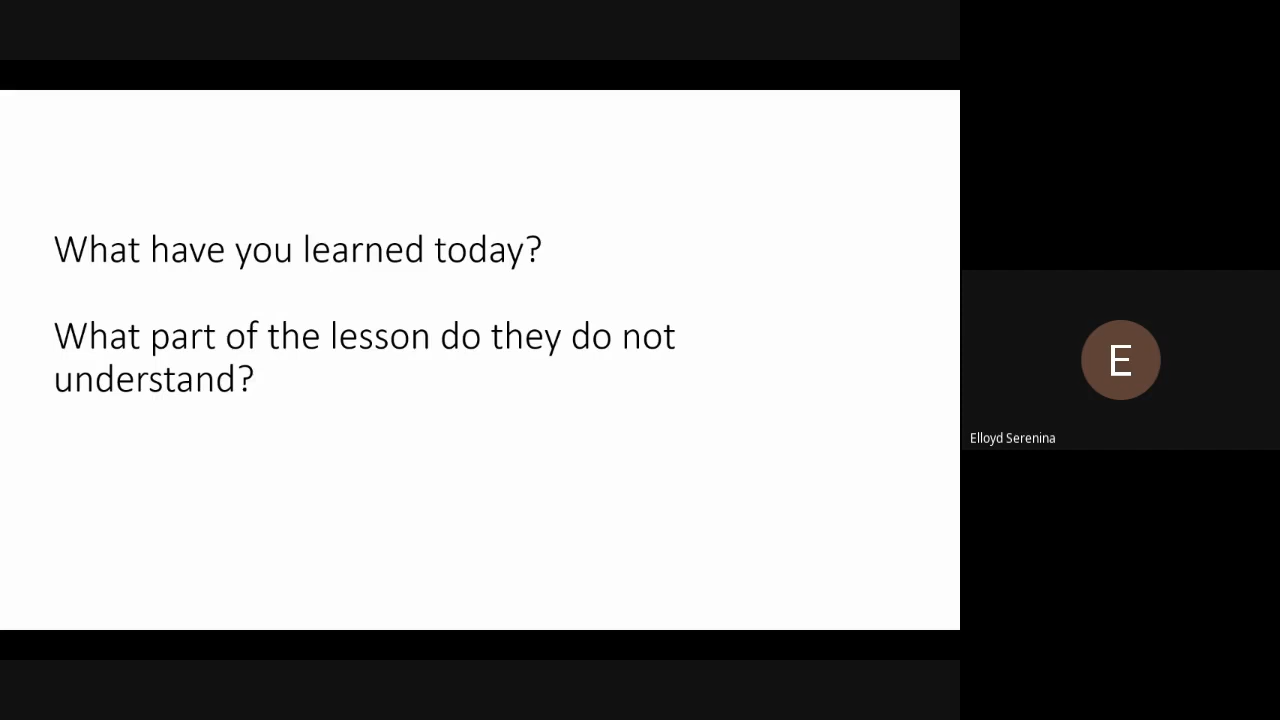 What have you learned today?
What part of the lesson do they do not
understand?
E
Elloyd Serenina